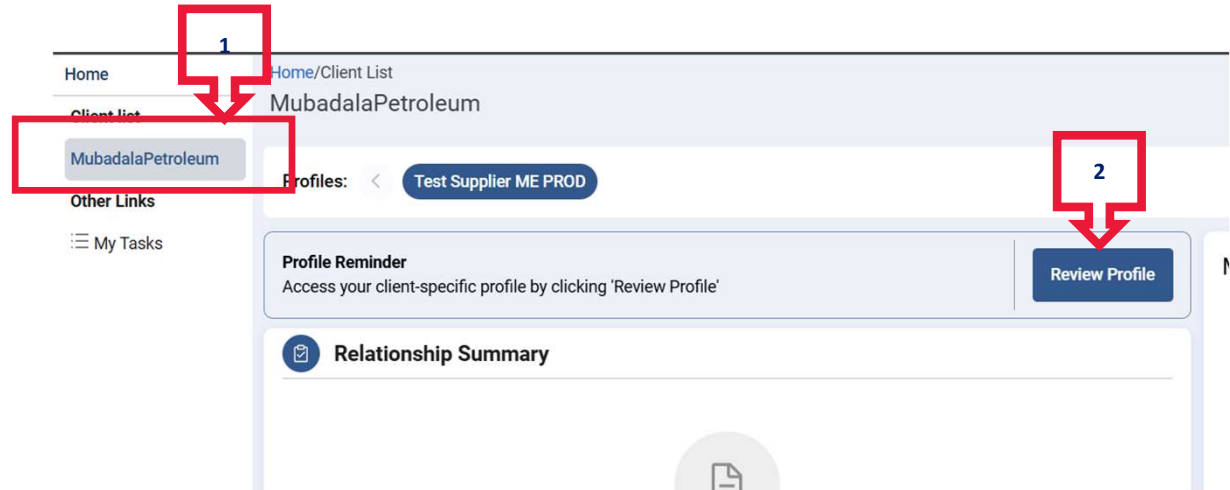 1
Home
Home/Client List
Client list
MubadalaPetroleum
MubadalaPetroleum
Profiles:
Test Supplier ME PROD
2
Other Links
My Tasks
Profile Reminder
Access your client-specific profile by clicking 'Review Profile'
Review Profile
Relationship Summary